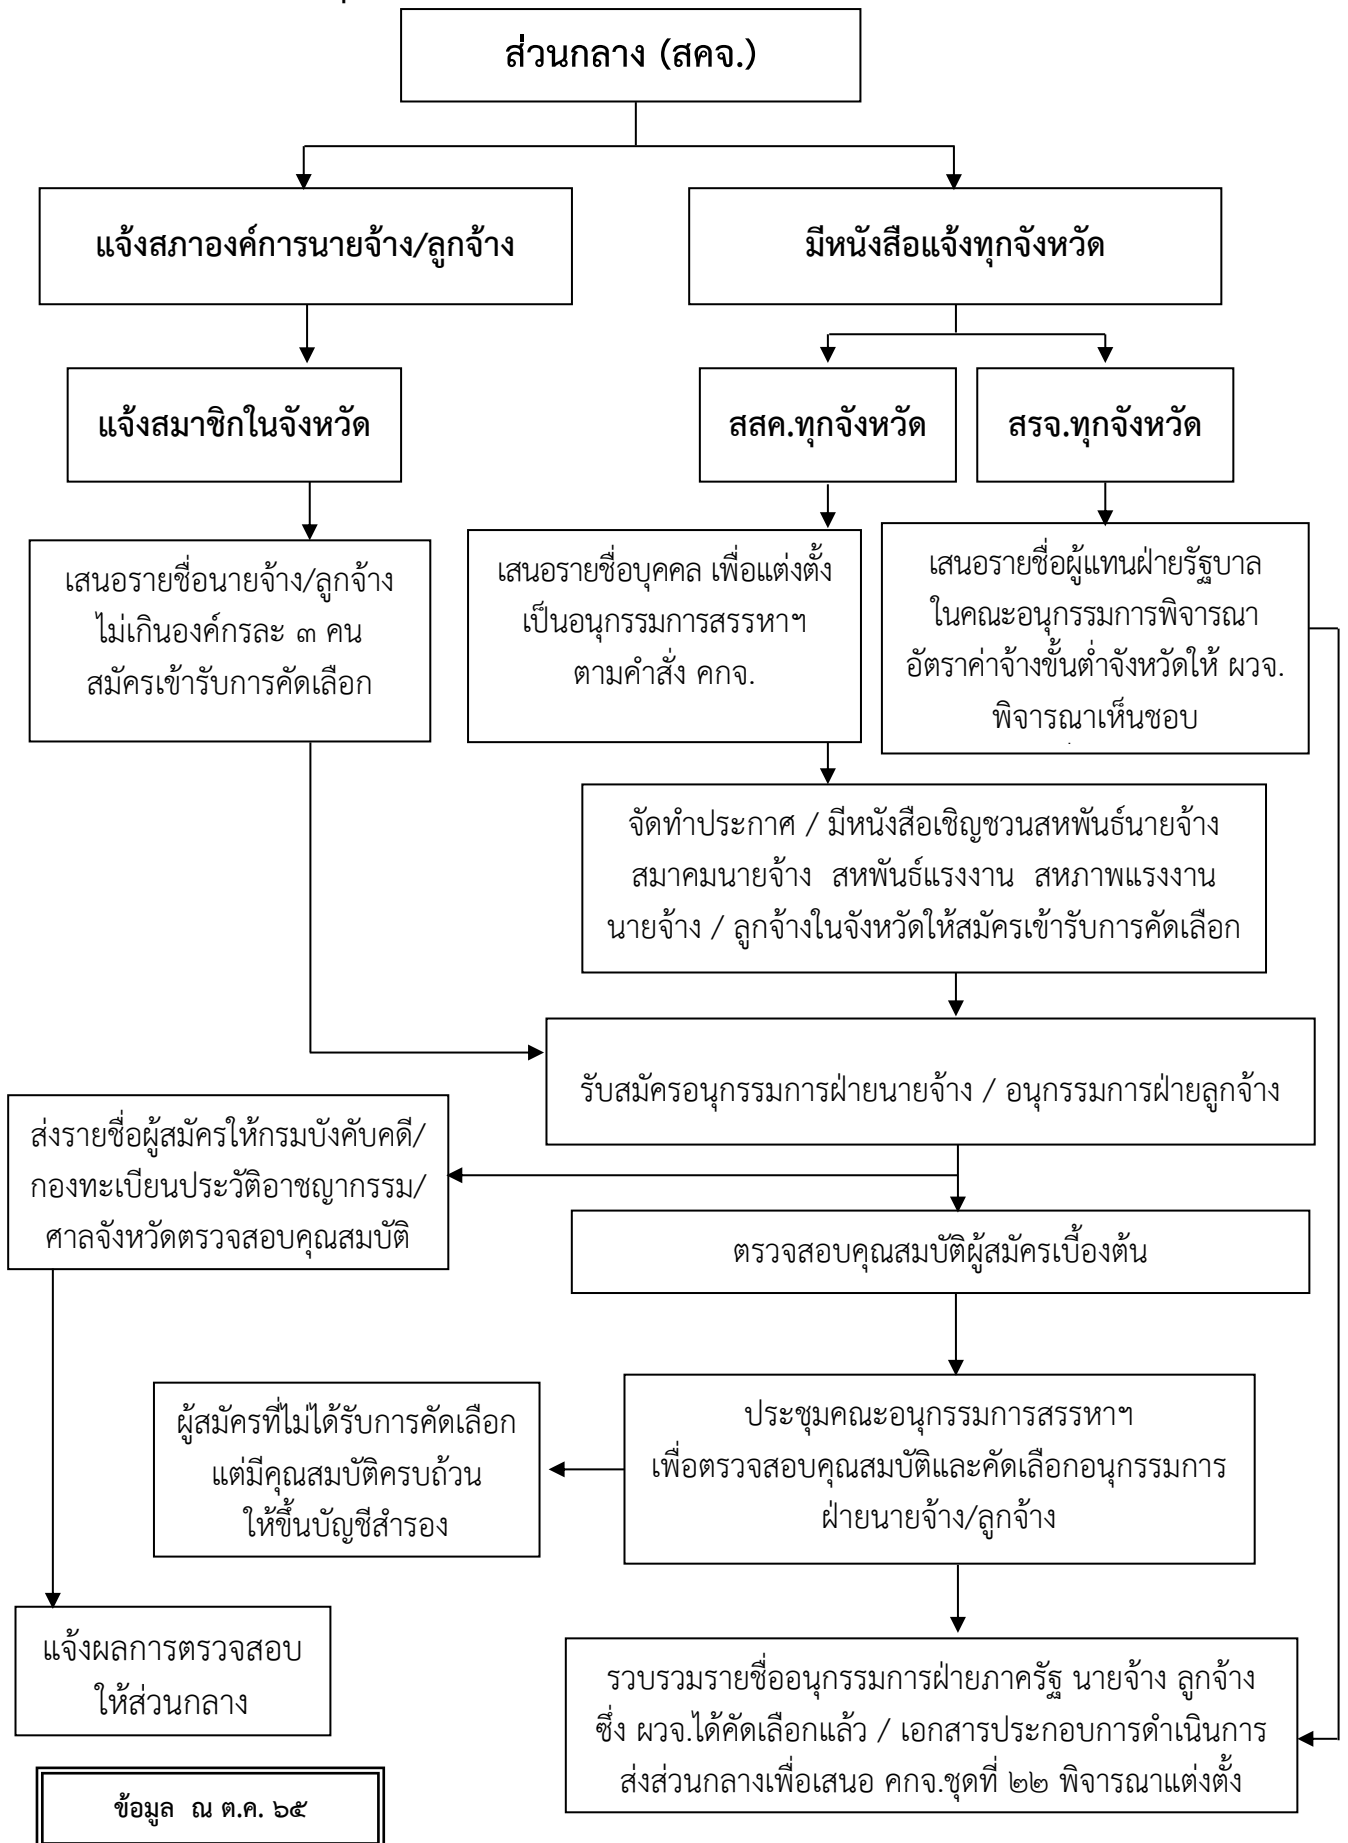 ส่วนกลาง (สคจ.)
แจ้งสภาองค์การนายจ้าง/ลูกจ้าง
มีหนังสือแจ้งทุกจังหวัด
แจ้งสมาชิกในจังหวัด
สสค.ทุกจังหวัด
สรจ.ทุกจังหวัด
เสนอรายชื่อนายจ้าง/ลูกจ้าง
ไม่เกินองค์กรละ ๓ คน
สมัครเข้ารับการคัดเลือก
เสนอรายชื่อบุคคล เพื่อแต่งตั้ง
เป็นอนุกรรมการสรรหาฯ
ตามคำสั่ง คกจ.
เสนอรายชื่อผู้แทนฝ่ายรัฐบาล
ในคณะอนุกรรมการพิจารณา
อัตราค่าจ้างขั้นต่ำจังหวัดให้ ผวจ.
พิจารณาเห็นชอบ
จัดทำประกาศ / มีหนังสือเชิญชวนสหพันธ์นายจ้าง
สมาคมนายจ้าง สหพันธ์แรงงาน สหภาพแรงงาน
นายจ้าง / ลูกจ้างในจังหวัดให้สมัครเข้ารับการคัดเลือก
รับสมัครอนุกรรมการฝ่ายนายจ้าง / อนุกรรมการฝ่ายลูกจ้าง
ส่งรายชื่อผู้สมัครให้กรมบังคับคดี/
กองทะเบียนประวัติอาชญากรรม/
ศาลจังหวัดตรวจสอบคุณสมบัติ
ตรวจสอบคุณสมบัติผู้สมัครเบี้องต้น
ประชุมคณะอนุกรรมการสรรหาฯ
เพื่อตรวจสอบคุณสมบัติและคัดเลือกอนุกรรมการ
ฝ่ายนายจ้าง/ลูกจ้าง
ผู้สมัครที่ไม่ได้รับการคัดเลือก
แต่มีคุณสมบัติครบถ้วน
ให้ขึ้นบัญชีสำรอง
แจ้งผลการตรวจสอบ
ให้ส่วนกลาง
รวบรวมรายชื่ออนุกรรมการฝ่ายภาครัฐ นายจ้าง ลูกจ้าง
ซึ่ง ผวจ.ได้คัดเลือกแล้ว / เอกสารประกอบการดำเนินการ
ส่งส่วนกลางเพื่อเสนอ คกจ.ชุดที่ ๒๒ พิจารณาแต่งตั้ง
ข้อมูล ณ ต.ค. ๖๕